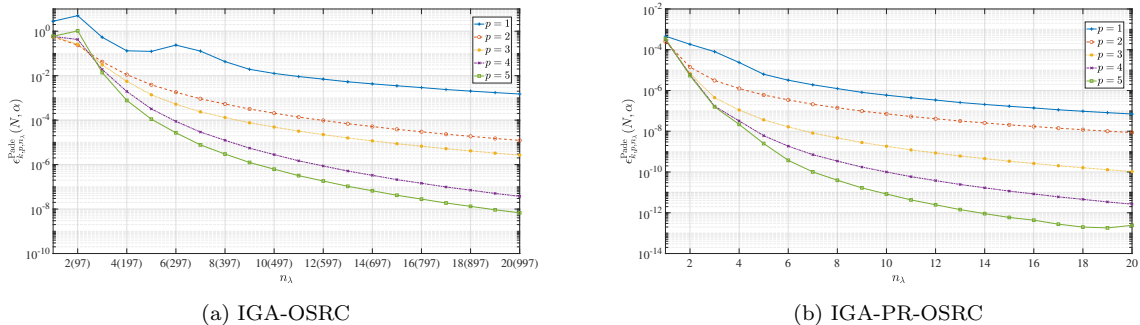 10^0
10^-2
10^-4
10^-6
10^-8
10^-10
ϵ^Pade_k,p,n_λ (N, α)
2(97) 4(197) 6(297) 8(397) 10(497) 12(597) 14(697) 16(797) 18(897) 20(997)
n_λ
p = 1
p = 2
p = 3
p = 4
p = 5
(a) IGA-OSRC
10^-2
10^-4
10^-6
10^-8
10^-10
10^-12
10^-14
ϵ^Pade_k,p,n_λ (N, α)
2 4 6 8 10 12 14 16 18 20
n_λ
p = 1
p = 2
p = 3
p = 4
p = 5
(b) IGA-PR-OSRC